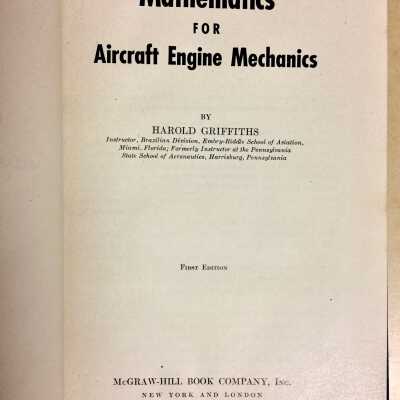 Mathematics
FOR
Aircraft Engine Mechanics
BY
HAROLD GRIFFITHS
Instructor, Brazilian Division, Embry-Riddle School of Aviation,
Miami, Florida; Formerly Instructor at the Pennsylvania
State School of Aeronautics, Harrisburg, Pennsylvania
FIRST EDITION
McGRAW-HILL BOOK COMPANY, INC.
NEW YORK AND LONDON